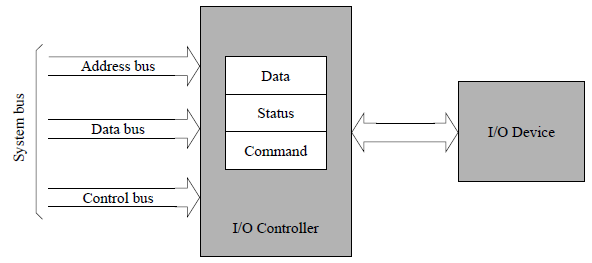 System bus
Address bus
Data bus
Control bus
Data
Status
Command
I/O Controller
I/O Device